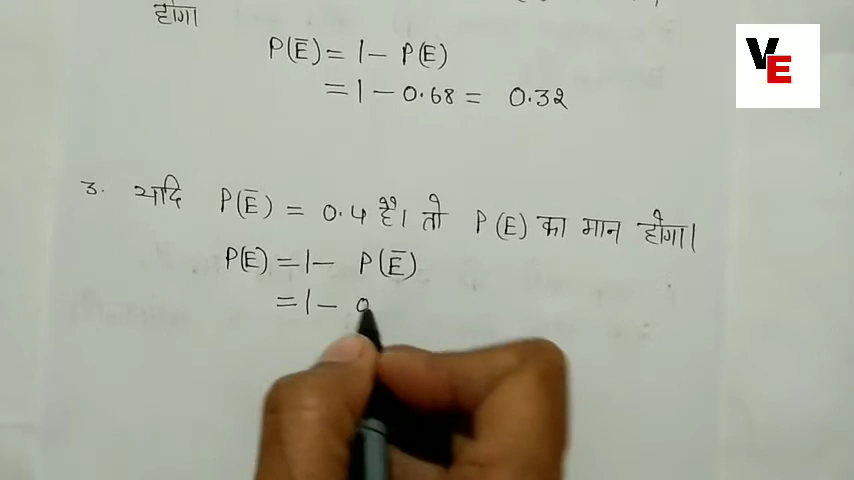 होगा
P(Ē) = 1 - P(E)
= 1 - 0.68 = 0.32
VE
3. यदि P(Ē) = 0.4 है। तो P(E) का मान होगा।
P(E) = 1 - P(Ē)
= 1 - 0